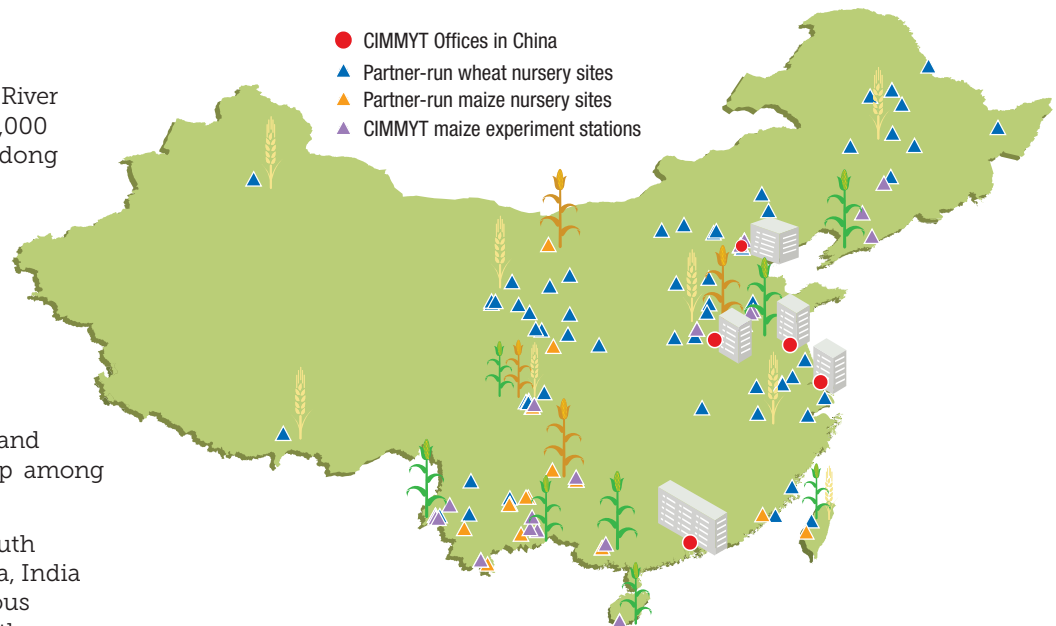 River
,000
dong
and
p among
uth
a, India
ous
CIMMYT Offices in China
Partner-run wheat nursery sites
Partner-run maize nursery sites
CIMMYT maize experiment stations